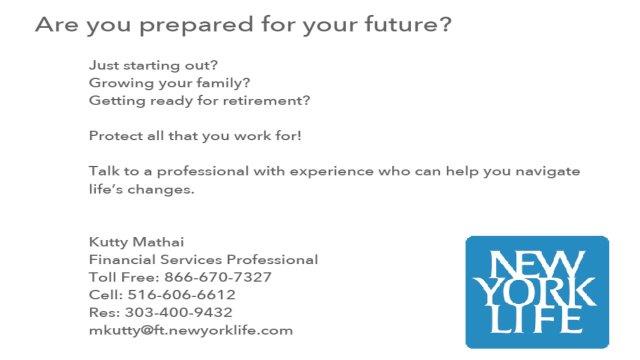 Are you prepared for your future?
Just starting out?
Growing your family?
Getting ready for retirement?
Protect all that you work for!
Talk to a professional with experience who can help you navigate
life's changes.
Kutty Mathai
Financial Services Professional
Toll Free: 866-670-7327
Cell: 516-606-6612
Res: 303-400-9432
mkutty@ft.newyorklife.com
NEW
YORK
LIFE